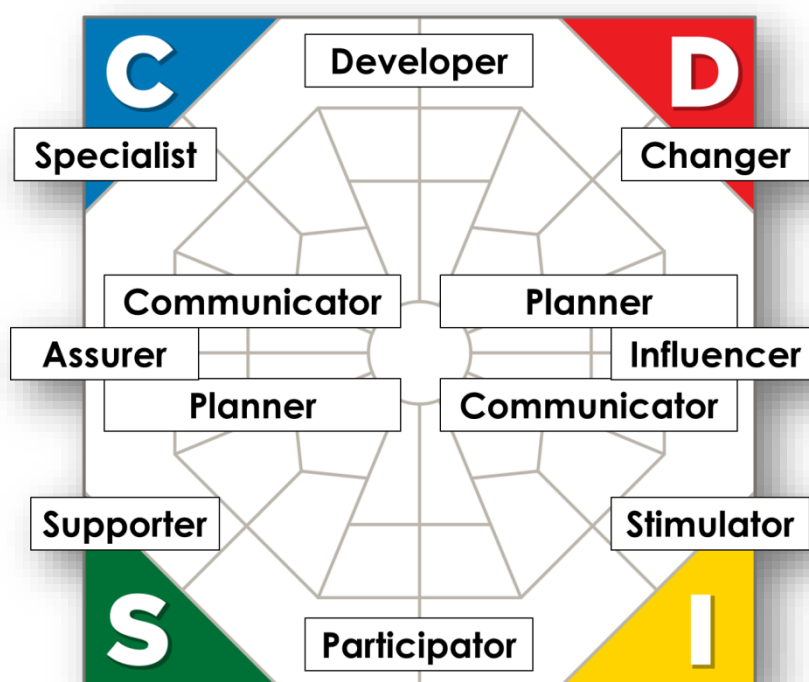 C
Developer
D
Specialist
Changer
Communicator
Planner
Assurer
Influencer
Planner
Communicator
Supporter
Stimulator
S
Participator
I